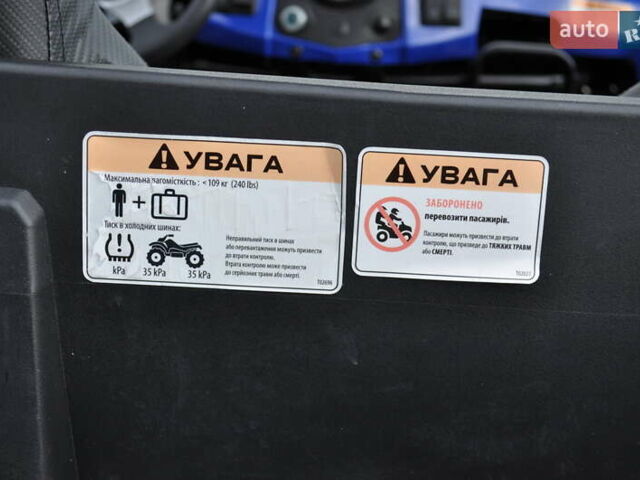 auto
R
УВАГА
Максимальна вагомісткість : < 109 кг (240 lbs)
+
Тиск в холодних шинах:
kPa 35 kPa 35 kPa
Неправильний тиск в шинах
або перевантаження можуть призвести
до втрати контролю.
Втрата контролю може призвести
до серйозних травм або смерті.
T02696
УВАГА
ЗАБОРОНЕНО
перевозити пасажирів.
Пасажири можуть призвести до втрати
контролю, що призведе до ТЯЖКИХ ТРАВМ
або СМЕРТІ.